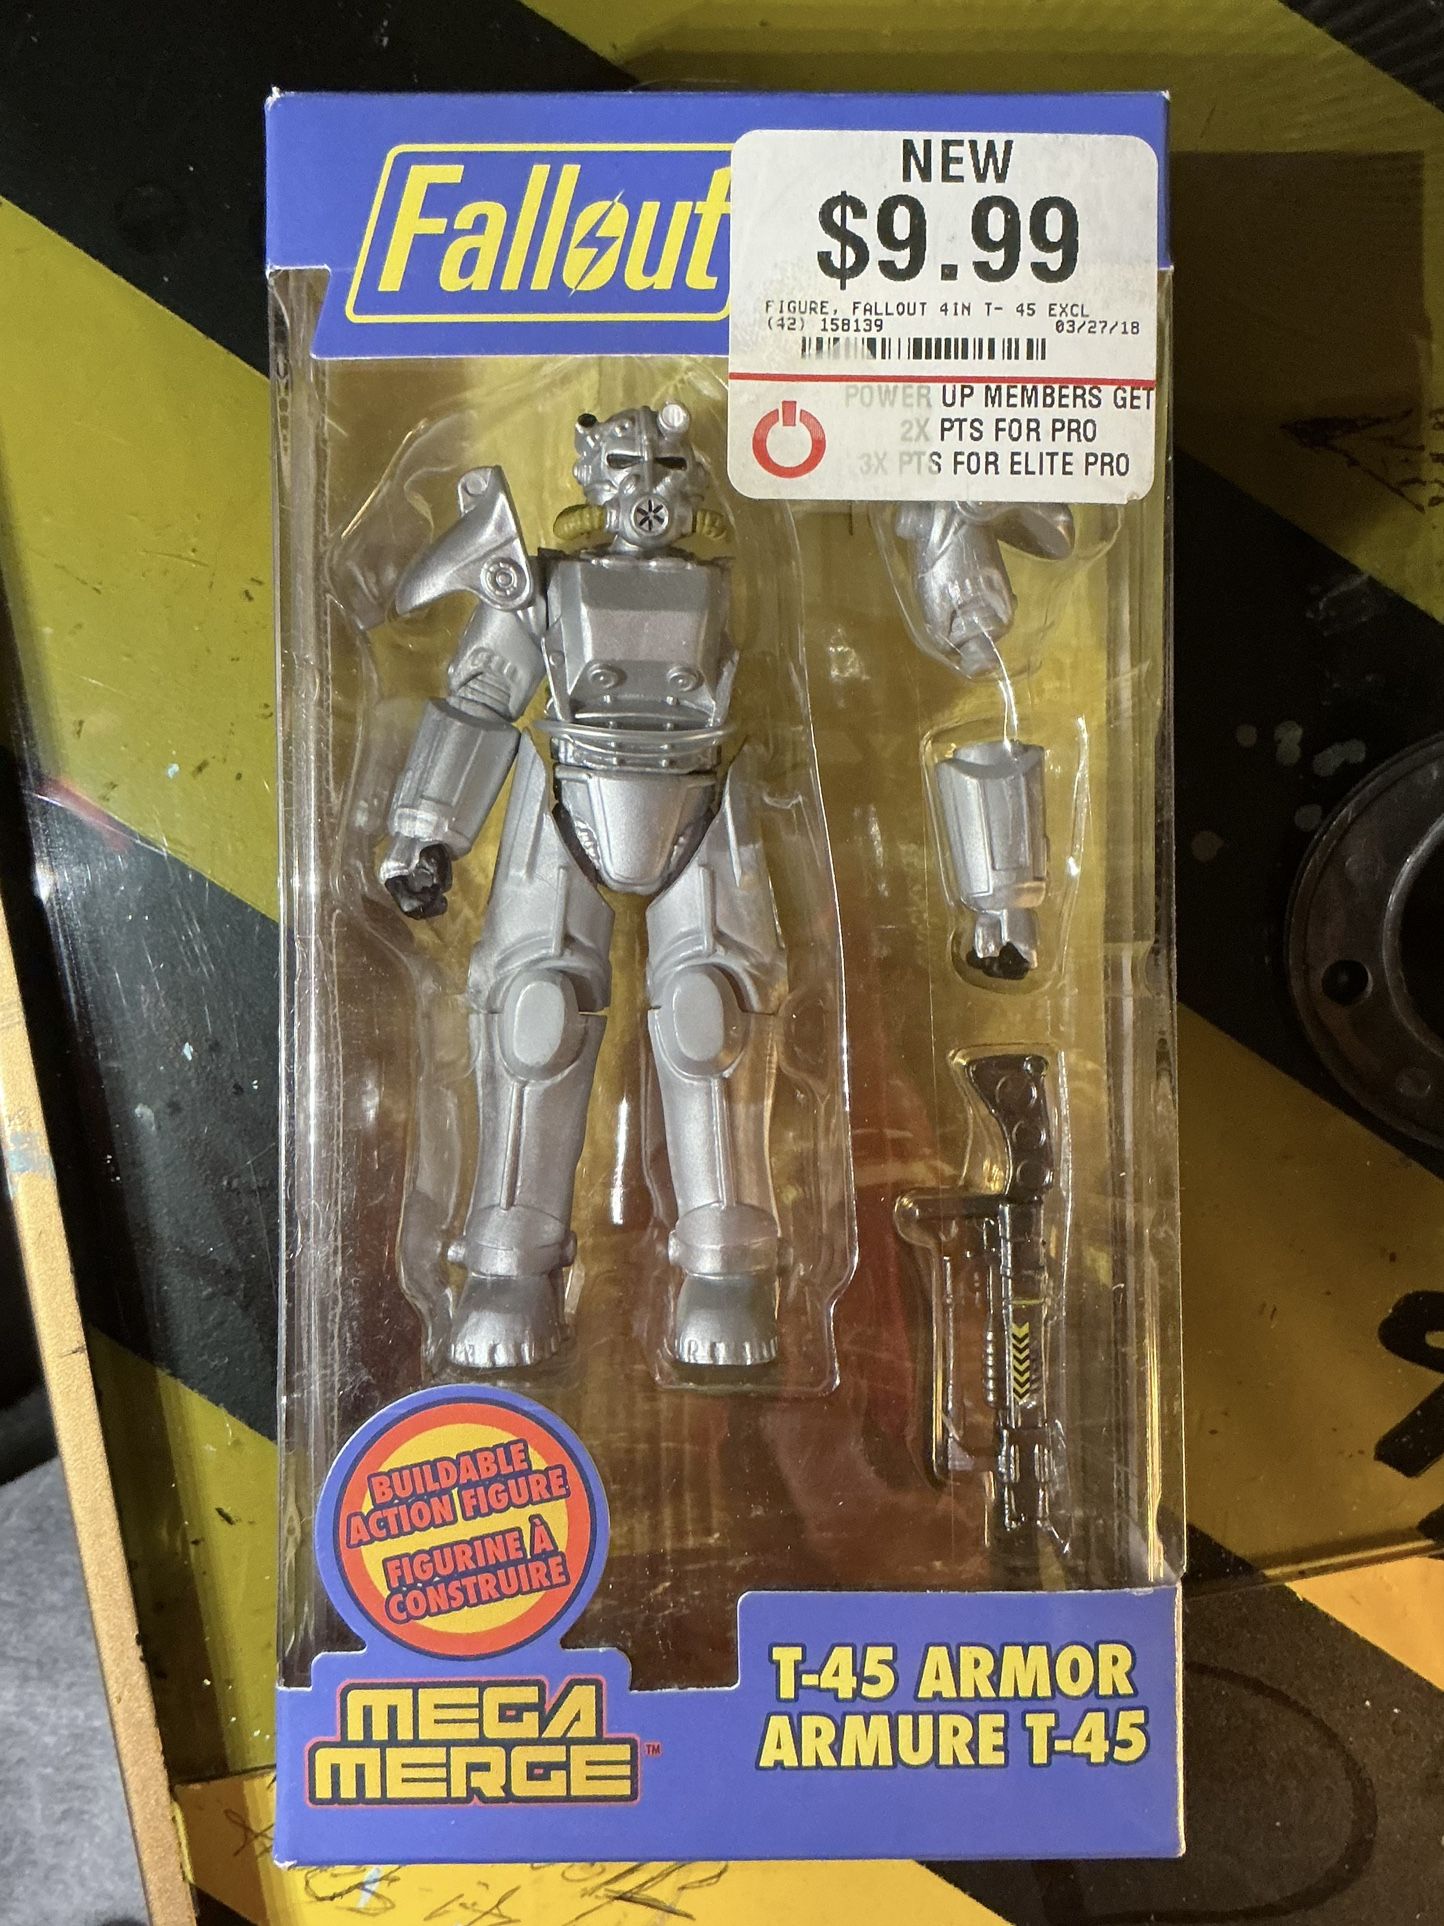 Fallout
NEW
$9.99
FIGURE, FALLOUT 4IN T- 45 EXCL
(42) 158139 03/27/18
POWER UP MEMBERS GET
2X PTS FOR PRO
3X PTS FOR ELITE PRO
BUILDABLE
ACTION FIGURE
FIGURINE À
CONSTRUIRE
MEGA
MERGE™
T-45 ARMOR
ARMURE T-45